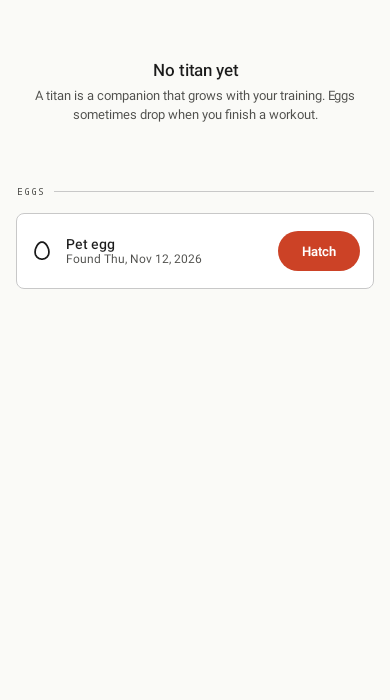 No titan yet
A titan is a companion that grows with your training. Eggs
sometimes drop when you finish a workout.
EGGS
Pet egg
Found Thu, Nov 12, 2026
Hatch